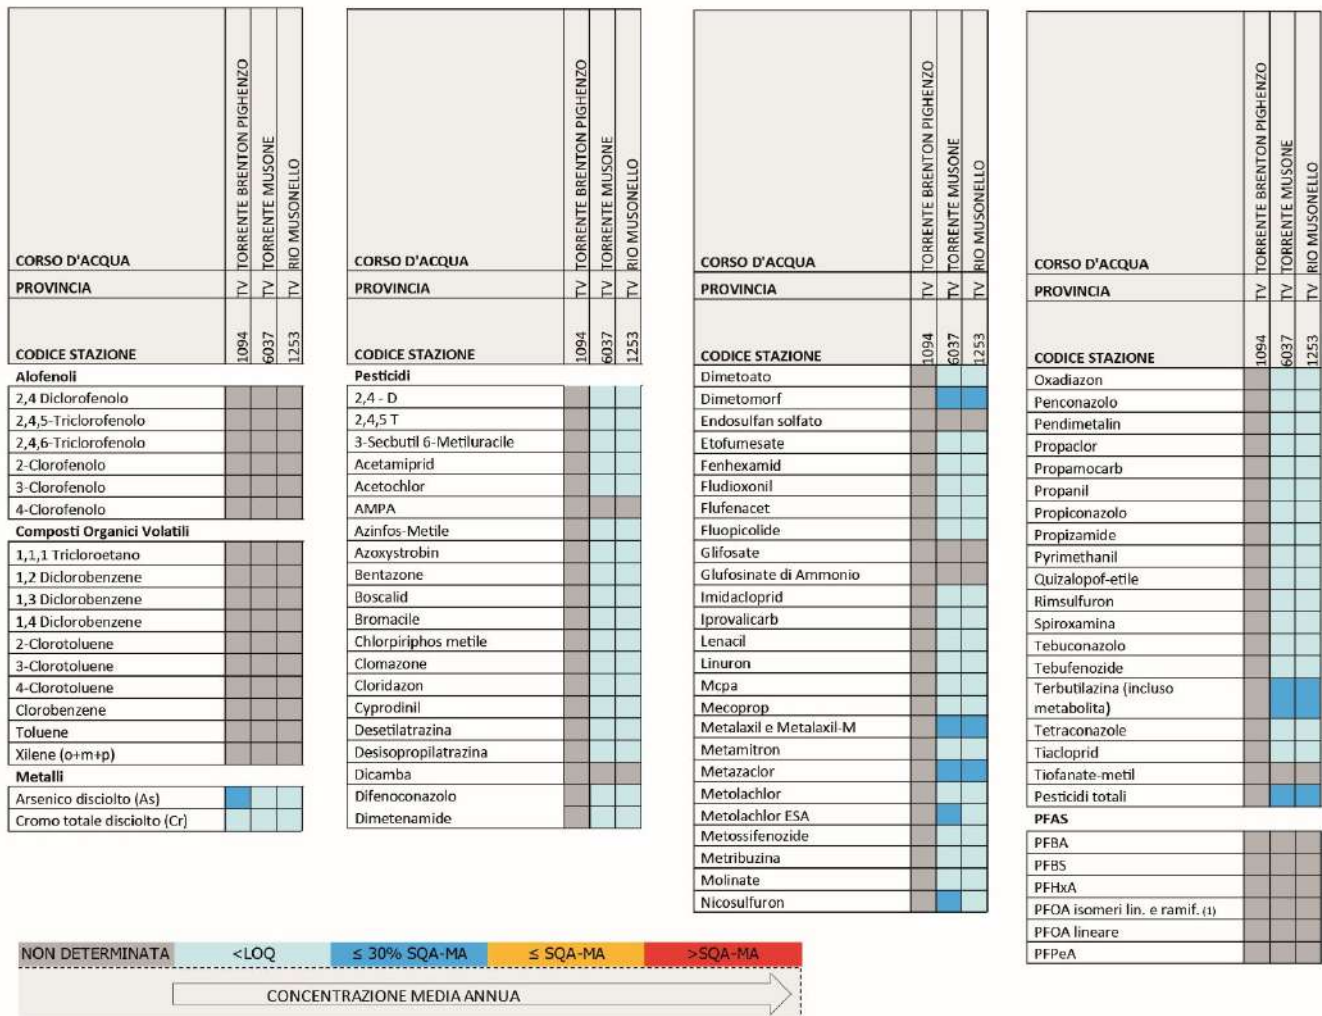 CORSO D'ACQUA
TORRENTE BRENTON PIGHENZO
TORRENTE MUSONE
RIO MUSONELLO
PROVINCIA
TV
TV
TV
CODICE STAZIONE
1094
6037
1253
Alofenoli
2,4 Diclorofenolo
2,4,5-Triclorofenolo
2,4,6-Triclorofenolo
2-Clorofenolo
3-Clorofenolo
4-Clorofenolo
Composti Organici Volatili
1,1,1 Tricloroetano
1,2 Diclorobenzene
1,3 Diclorobenzene
1,4 Diclorobenzene
2-Clorotoluene
3-Clorotoluene
4-Clorotoluene
Clorobenzene
Toluene
Xilene (o+m+p)
Metalli
Arsenico disciolto (As)
Cromo totale disciolto (Cr)
CORSO D'ACQUA
TORRENTE BRENTON PIGHENZO
TORRENTE MUSONE
RIO MUSONELLO
PROVINCIA
TV
TV
TV
CODICE STAZIONE
1094
6037
1253
Pesticidi
2,4 - D
2,4,5 T
3-Secbutil 6-Metiluracile
Acetamiprid
Acetochlor
AMPA
Azinfos-Metile
Azoxystrobin
Bentazone
Boscalid
Bromacile
Chlorpiriphos metile
Clomazone
Cloridazon
Cyprodinil
Desetilatrazina
Desisopropilatrazina
Dicamba
Difenoconazolo
Dimetenamide
CORSO D'ACQUA
TORRENTE BRENTON PIGHENZO
TORRENTE MUSONE
RIO MUSONELLO
PROVINCIA
TV
TV
TV
CODICE STAZIONE
1094
6037
1253
Dimetoato
Dimetomorf
Endosulfan solfato
Etofumesate
Fenhexamid
Fludioxonil
Flufenacet
Fluopicolide
Glifosate
Glufosinate di Ammonio
Imidacloprid
Iprovalicarb
Lenacil
Linuron
Mcpa
Mecoprop
Metalaxil e Metalaxil-M
Metamitron
Metazaclor
Metolachlor
Metolachlor ESA
Metossifenozide
Metribuzina
Molinate
Nicosulfuron
CORSO D'ACQUA
TORRENTE BRENTON PIGHENZO
TORRENTE MUSONE
RIO MUSONELLO
PROVINCIA
TV
TV
TV
CODICE STAZIONE
1094
6037
1253
Oxadiazon
Penconazolo
Pendimetalin
Propaclor
Propamocarb
Propanil
Propiconazolo
Propizamide
Pyrimethanil
Quizalopof-etile
Rimsulfuron
Spiroxamina
Tebuconazolo
Tebufenozide
Terbutilazina (incluso
metabolita)
Tetraconazole
Tiacloprid
Tiofanate-metil
Pesticidi totali
PFAS
PFBA
PFBS
PFHxA
PFOA isomeri lin. e ramif. (1)
PFOA lineare
PFPeA
NON DETERMINATA
<LOQ
≤ 30% SQA-MA
≤ SQA-MA
>SQA-MA
CONCENTRAZIONE MEDIA ANNUA